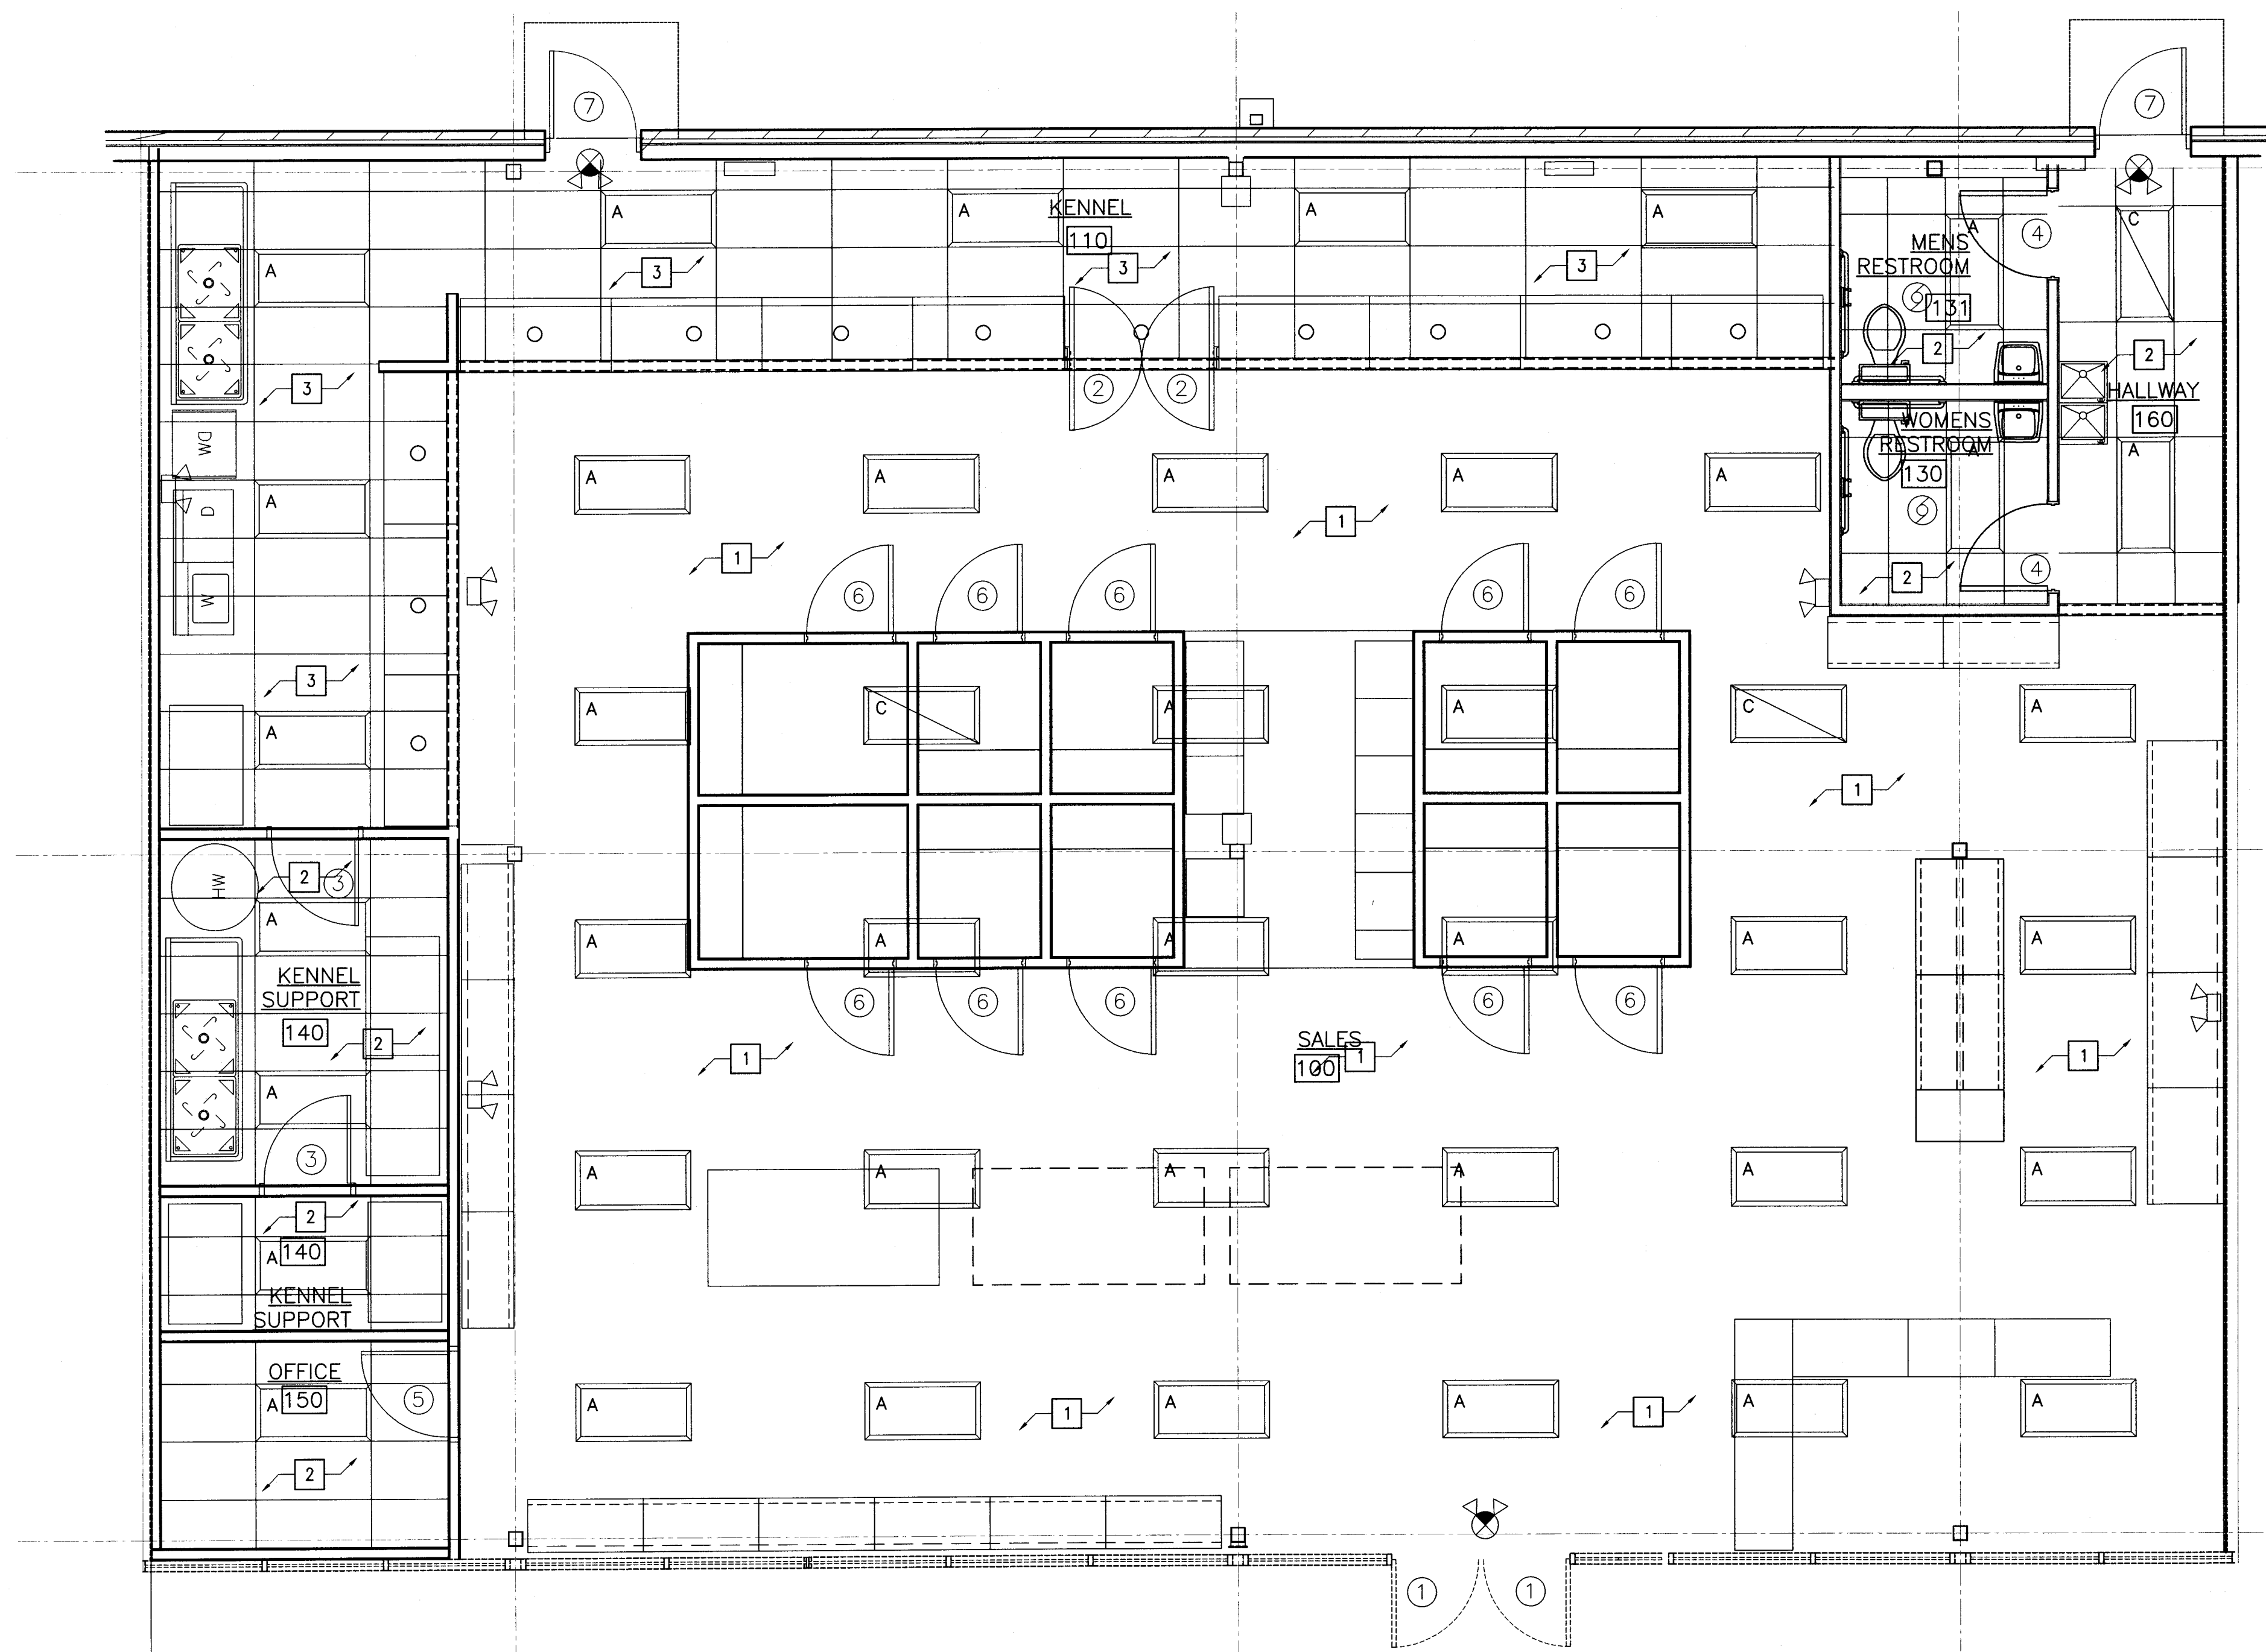 7
7
A
A
KENNEL
110
A
A
3
3
3
A
MENS
RESTROOM
131
A
4
C
2
2
HALLWAY
160
3
2
2
WOMENS
RESTROOM
130
A
A
4
2
DW
D
W
A
A
A
A
A
A
1
1
6
6
6
6
6
3
A
A
C
A
A
C
A
1
HW
2
3
A
KENNEL
SUPPORT
140
2
A
A
A
A
A
A
6
6
6
6
6
1
SALES
100
1
1
A
3
A
A
A
A
A
A
2
140
A
KENNEL
SUPPORT
OFFICE
150
A
5
2
A
A
A
A
A
A
1
1
1
1